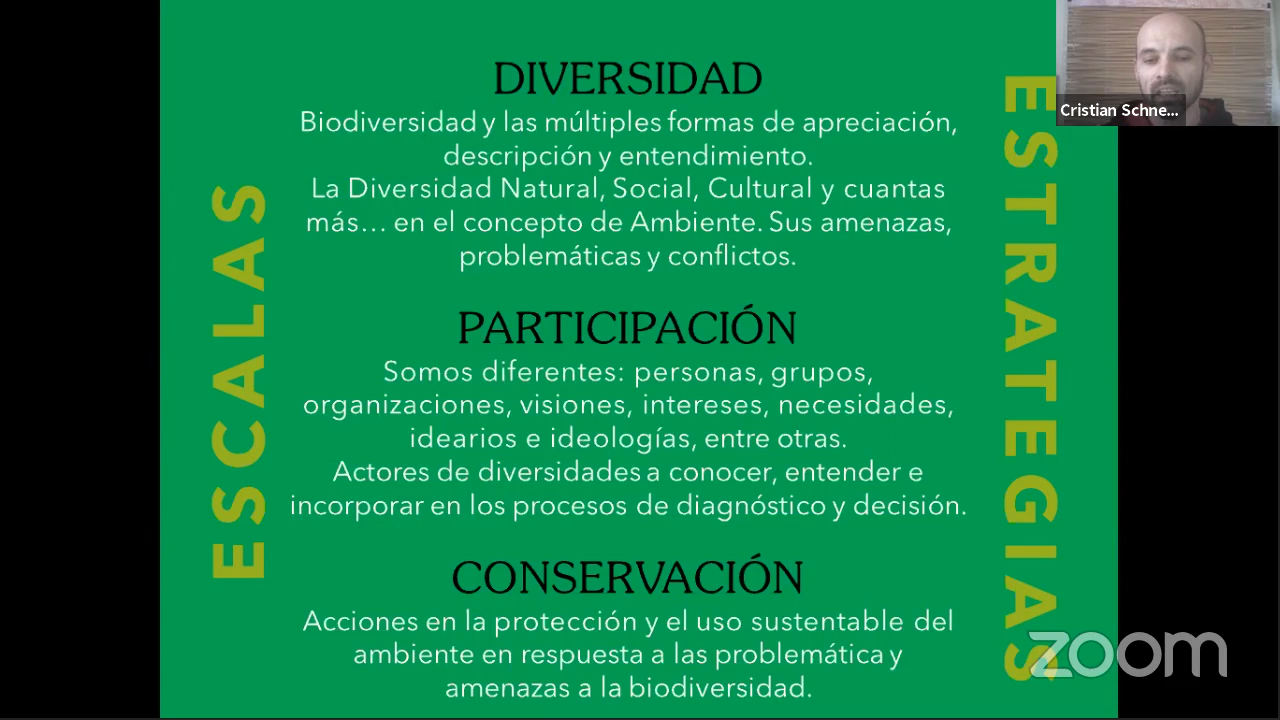 DIVERSIDAD
Biodiversidad y las múltiples formas de apreciación,
descripción y entendimiento.
La Diversidad Natural, Social, Cultural y cuantas
más… en el concepto de Ambiente. Sus amenazas,
problemáticas y conflictos.
PARTICIPACIÓN
Somos diferentes: personas, grupos,
organizaciones, visiones, intereses, necesidades,
idearios e ideologías, entre otras.
Actores de diversidades a conocer, entender e
incorporar en los procesos de diagnóstico y decisión.
CONSERVACIÓN
Acciones en la protección y el uso sustentable del
ambiente en respuesta a las problemática y
amenazas a la biodiversidad.
ESCALAS
ESTRATEGIAS
Cristian Schne...
zoom